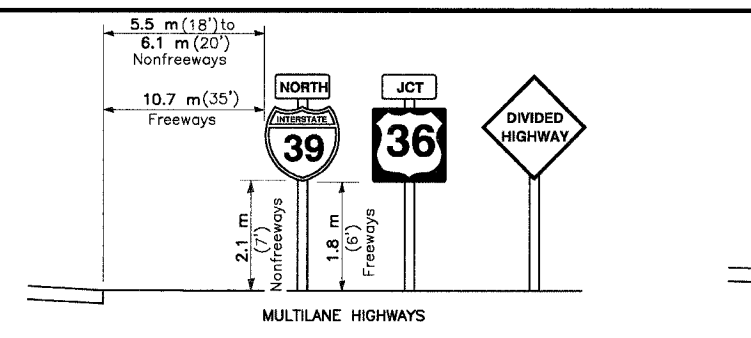 5.5 m (18') to
6.1 m (20')
Nonfreeways
10.7 m (35')
Freeways
NORTH
INTERSTATE
39
JCT
36
DIVIDED
HIGHWAY
2.1 m
(7')
Nonfreeways
1.8 m
(6')
Freeways
MULTILANE HIGHWAYS